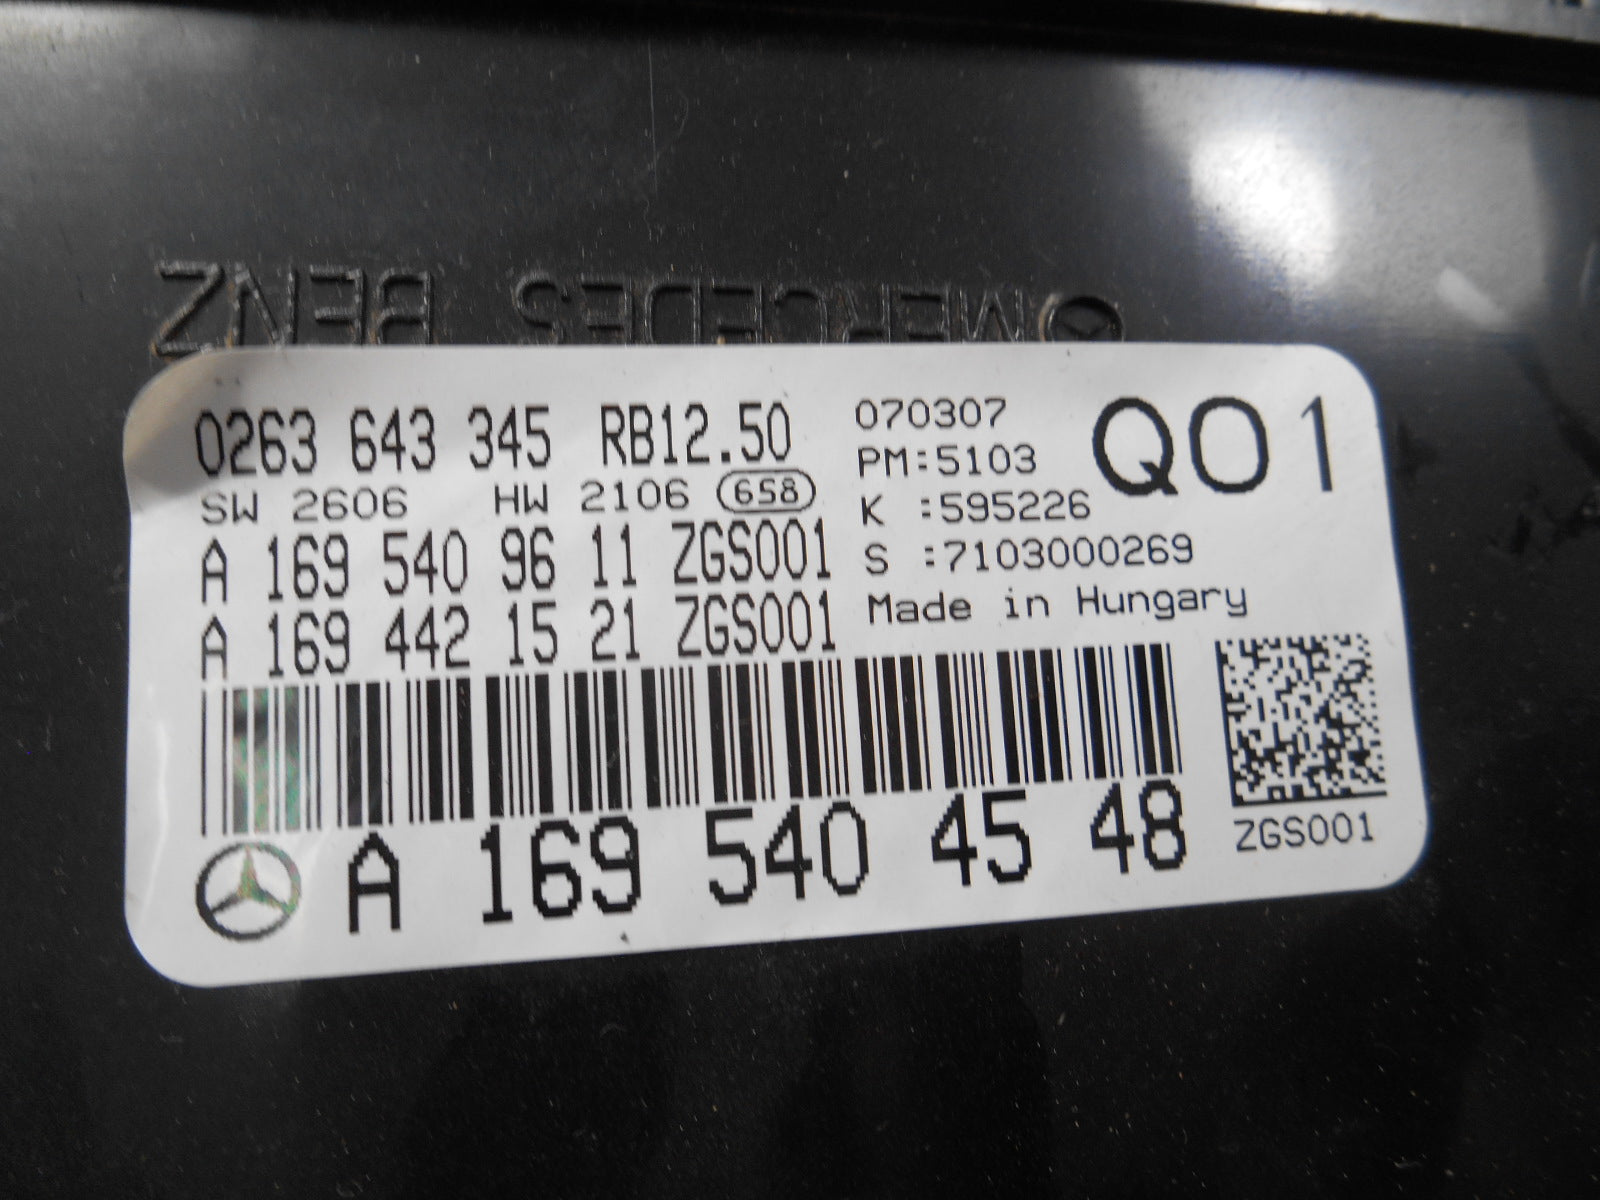 MERCEDES BENZ
0263 643 345 RB12.50
SW 2606 HW 2106 658
A 169 540 96 11 ZGS001
A 169 442 15 21 ZGS001
070307
PM:5103
K :595226
S :7103000269
Made in Hungary
Q01
A 169 540 45 48
ZGS001